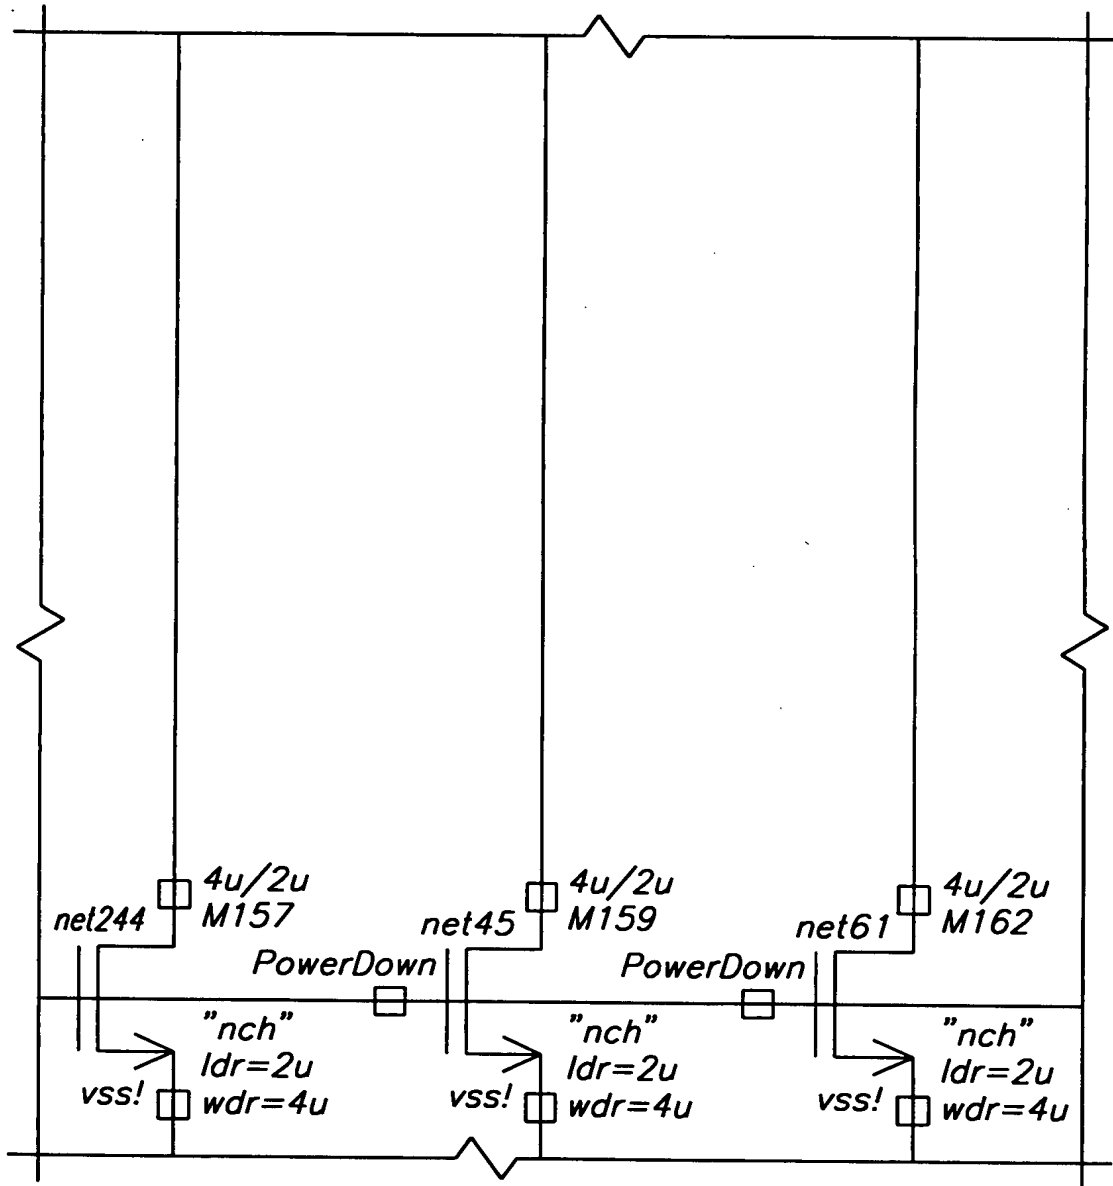 4u/2u
M157
net244
4u/2u
M159
net45
4u/2u
M162
net61
PowerDown
PowerDown
"nch"
ldr=2u
wdr=4u
vss!
"nch"
ldr=2u
wdr=4u
vss!
"nch"
ldr=2u
wdr=4u
vss!